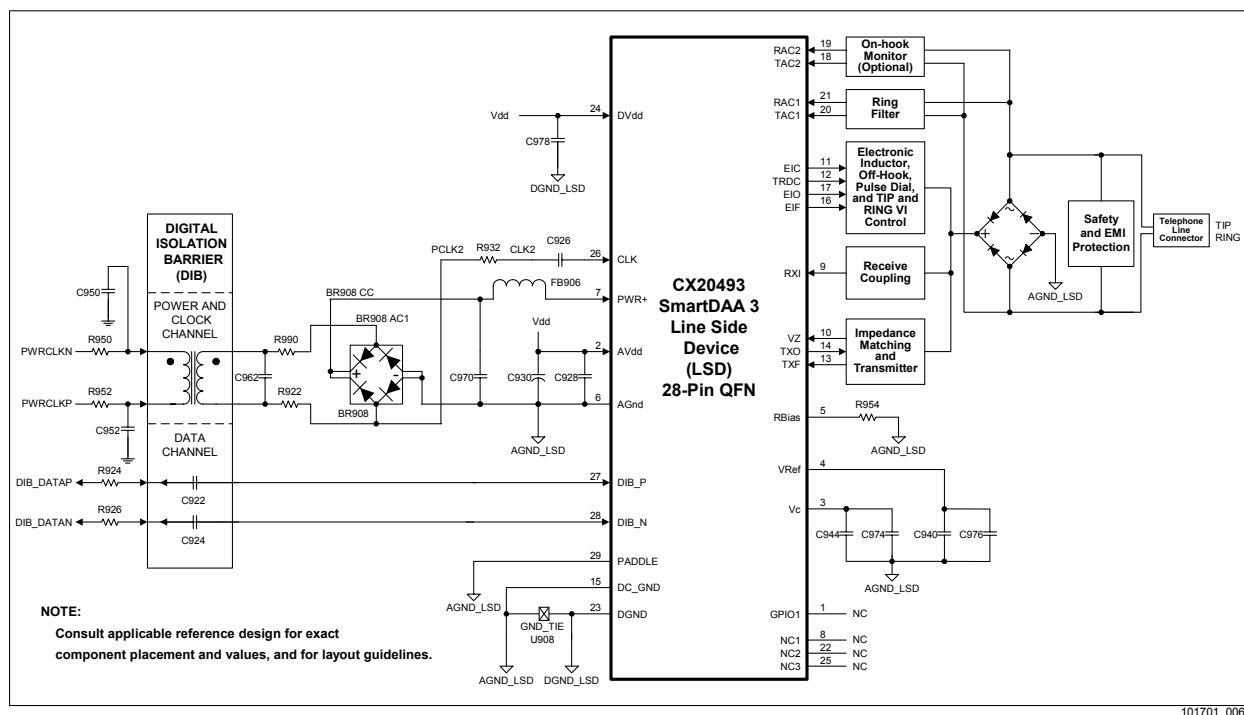 RAC2
TAC2
19
18
On-hook
Monitor
(Optional)
RAC1
TAC1
21
20
Ring
Filter
Vdd
24
DVdd
C978
DGND_LSD
EIC
TRDC
EIO
EIF
11
12
17
16
Electronic
Inductor,
Off-Hook,
Pulse Dial,
and TIP and
RING VI
Control
Safety
and EMI
Protection
Telephone
Line
Connector
TIP
RING
AGND_LSD
DIGITAL
ISOLATION
BARRIER
(DIB)
PCLK2
R932
CLK2
C926
26
CLK
FB906
7
PWR+
CX20493
SmartDAA 3
Line Side
Device
(LSD)
28-Pin QFN
RXI
9
Receive
Coupling
C950
POWER AND
CLOCK
CHANNEL
BR908 CC
BR908 AC1
Vdd
R950
PWRCLKN
R990
2
AVdd
VZ
TXO
TXF
10
14
13
Impedance
Matching
and
Transmitter
C962
+
-
C970
C930
C928
R952
PWRCLKP
R922
BR908
6
AGnd
C952
AGND_LSD
RBias
5
R954
AGND_LSD
DATA
CHANNEL
R924
DIB_DATAP
C922
27
DIB_P
VRef
4
R926
DIB_DATAN
C924
28
DIB_N
Vc
3
C944
C974
C940
C976
AGND_LSD
29
PADDLE
AGND_LSD
15
DC_GND
23
DGND
GND_TIE
U908
AGND_LSD
DGND_LSD
GPIO1
1
NC
NC1
8
NC
NC2
22
NC
NC3
25
NC
NOTE:
Consult applicable reference design for exact
component placement and values, and for layout guidelines.
101701_006